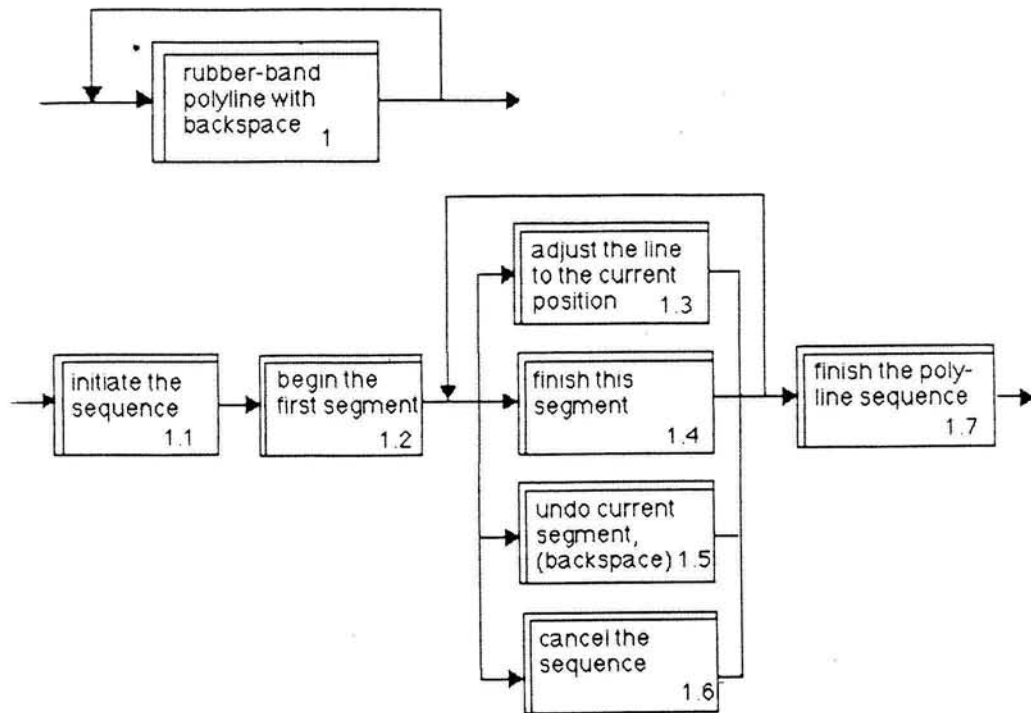 rubber-band
polyline with
backspace
1
adjust the line
to the current
position
1.3
initiate the
sequence
1.1
begin the
first segment
1.2
finish this
segment
1.4
finish the poly-
line sequence
1.7
undo current
segment,
(backspace) 1.5
cancel the
sequence
1.6